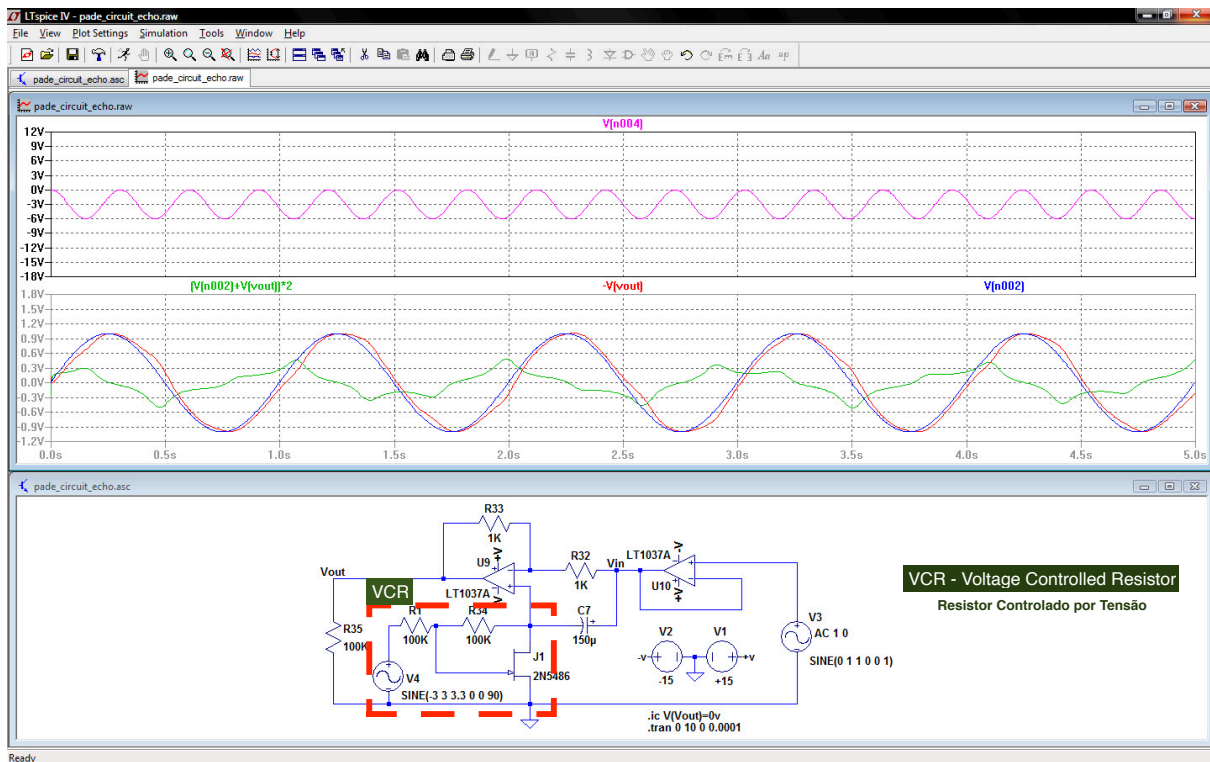 LTspice IV - pade_circuit_echo.raw
File View Plot Settings Simulation Tools Window Help
pade_circuit_echo.asc pade_circuit_echo.raw
pade_circuit_echo.raw
V(n004)
12V
9V
6V
3V
0V
-3V
-6V
-9V
-12V
-15V
-18V
(V(n002)+V(vout))*2 -V(vout) V(n002)
1.8V
1.5V
1.2V
0.9V
0.6V
0.3V
0.0V
-0.3V
-0.6V
-0.9V
-1.2V
0.0s 0.5s 1.0s 1.5s 2.0s 2.5s 3.0s 3.5s 4.0s 4.5s 5.0s
pade_circuit_echo.asc
R33
1K
U9 +V
R32
1K
Vin
LT1037A -V
U10
+V
Vout
LT1037A
VCR
R1
100K
R34
100K
C7
150µ
R35
100K
J1
2N5486
V4
SINE(-3 3 3.3 0 0 90)
V2
-v
-15
V1
+v
+15
V3
AC 1 0
SINE(0 1 1 0 0 1)
.ic V(Vout)=0v
.tran 0 10 0 0.0001
VCR - Voltage Controlled Resistor
Resistor Controlado por Tensão
Ready